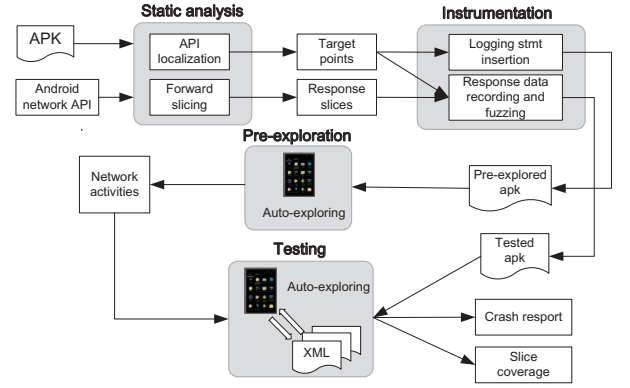 Static analysis
Instrumentation
APK
API
localization
Target
points
Logging stmt
insertion
Android
network API
Forward
slicing
Response
slices
Response data
recording and
fuzzing
Pre-exploration
Network
activities
Auto-exploring
Pre-explored
apk
Testing
Tested
apk
Auto-exploring
XML
Crash resport
Slice
coverage